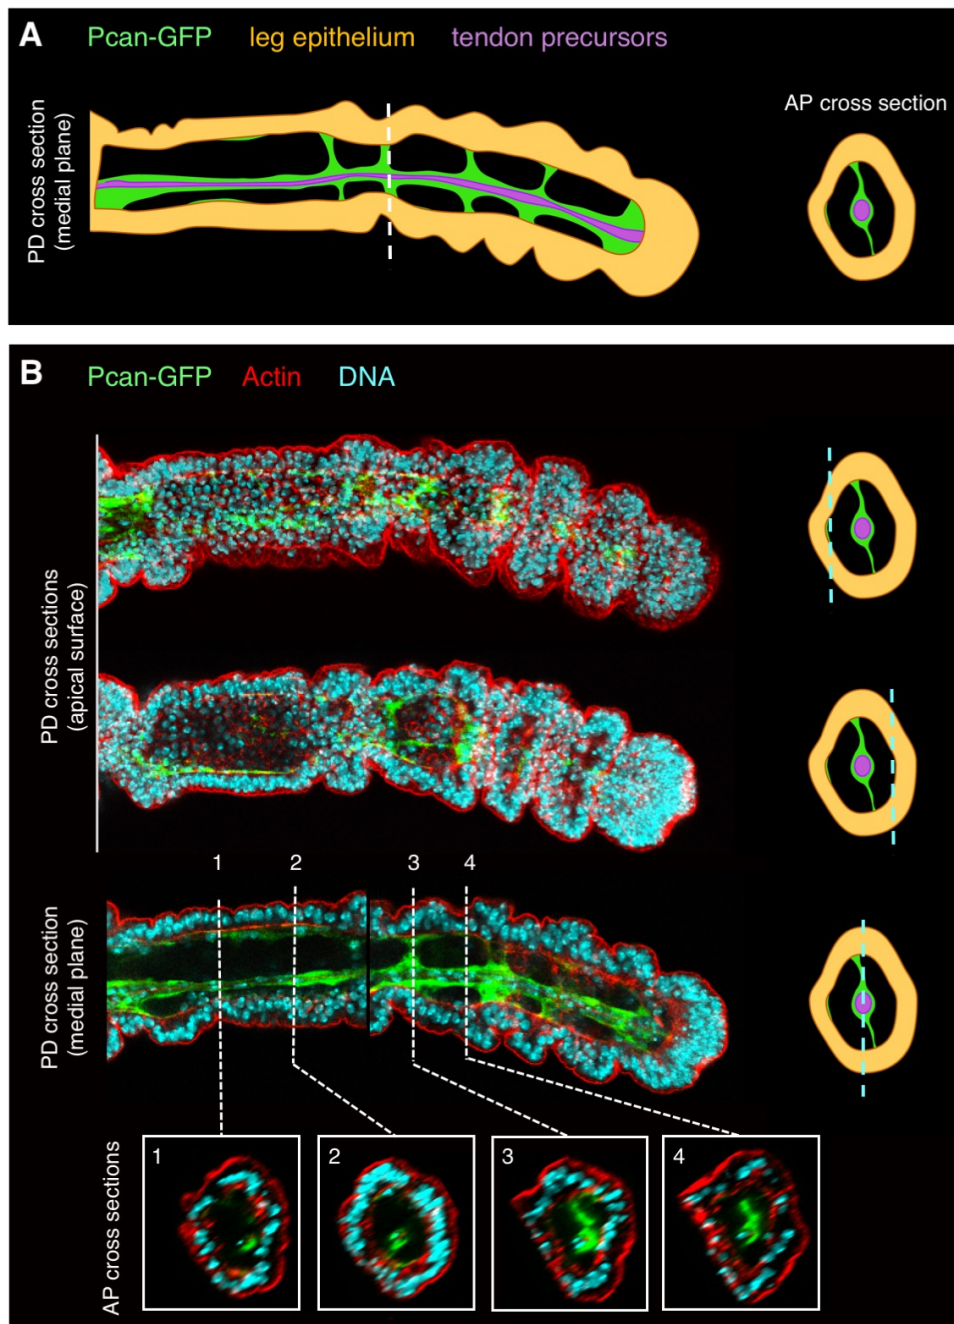 A
Pcan-GFP leg epithelium tendon precursors
PD cross section
(medial plane)
AP cross section
B
Pcan-GFP Actin DNA
PD cross sections
(apical surface)
1 2 3 4
PD cross section
(medial plane)
AP cross sections
1 2 3 4